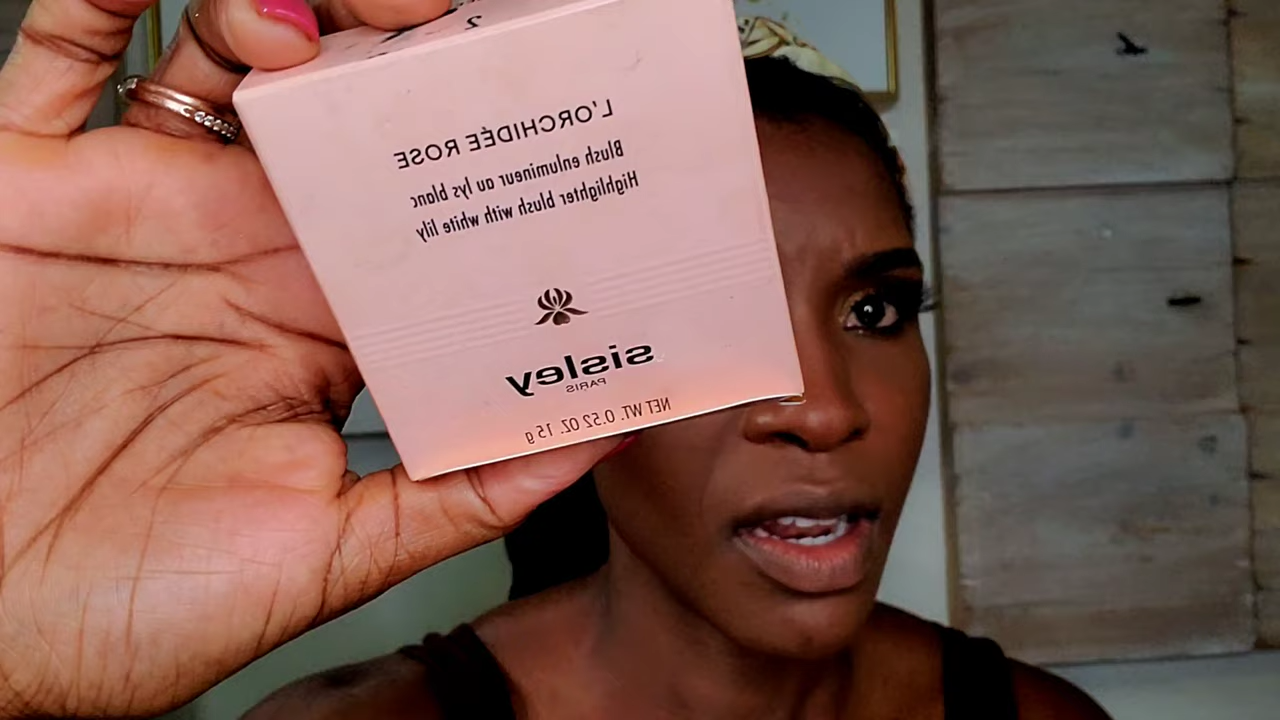 L'ORCHIDÉE ROSE
Blush enlumineur au lys blanc
Highlighter blush with white lily
sisley
PARIS
NET WT. 0.52 OZ. 15g